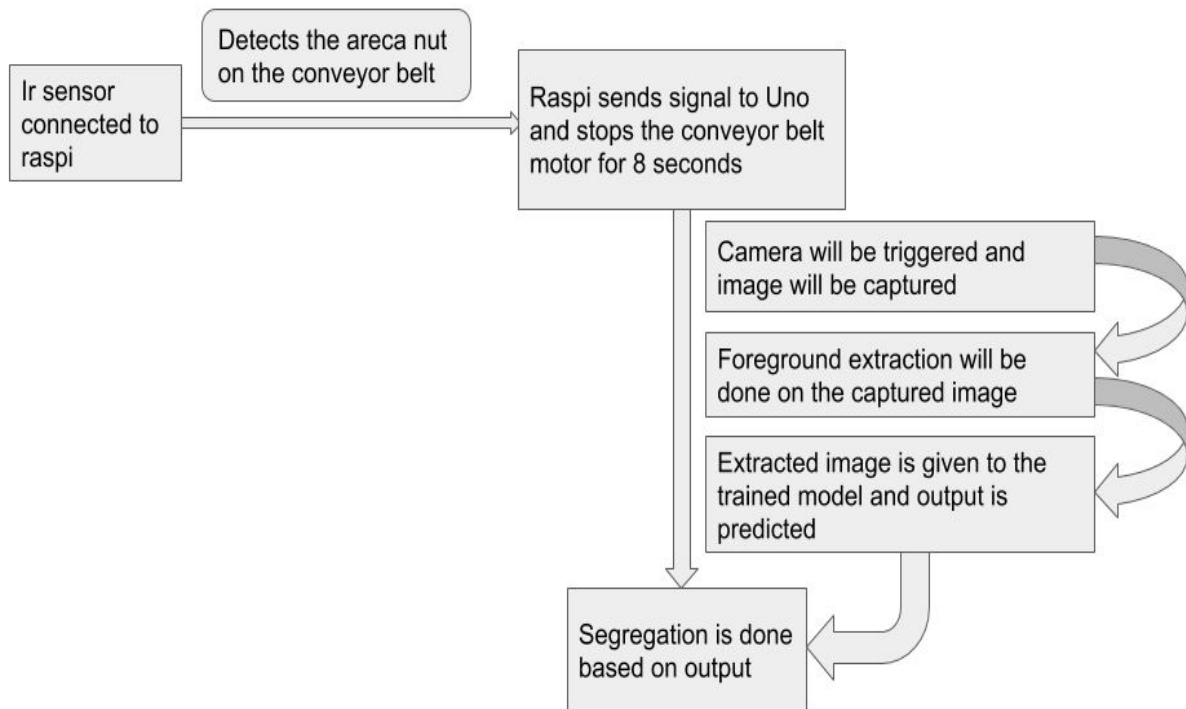 Detects the areca nut
on the conveyor belt
Ir sensor
connected to
raspi
Raspi sends signal to Uno
and stops the conveyor belt
motor for 8 seconds
Camera will be triggered and
image will be captured
Foreground extraction will be
done on the captured image
Extracted image is given to the
trained model and output is
predicted
Segregation is done
based on output